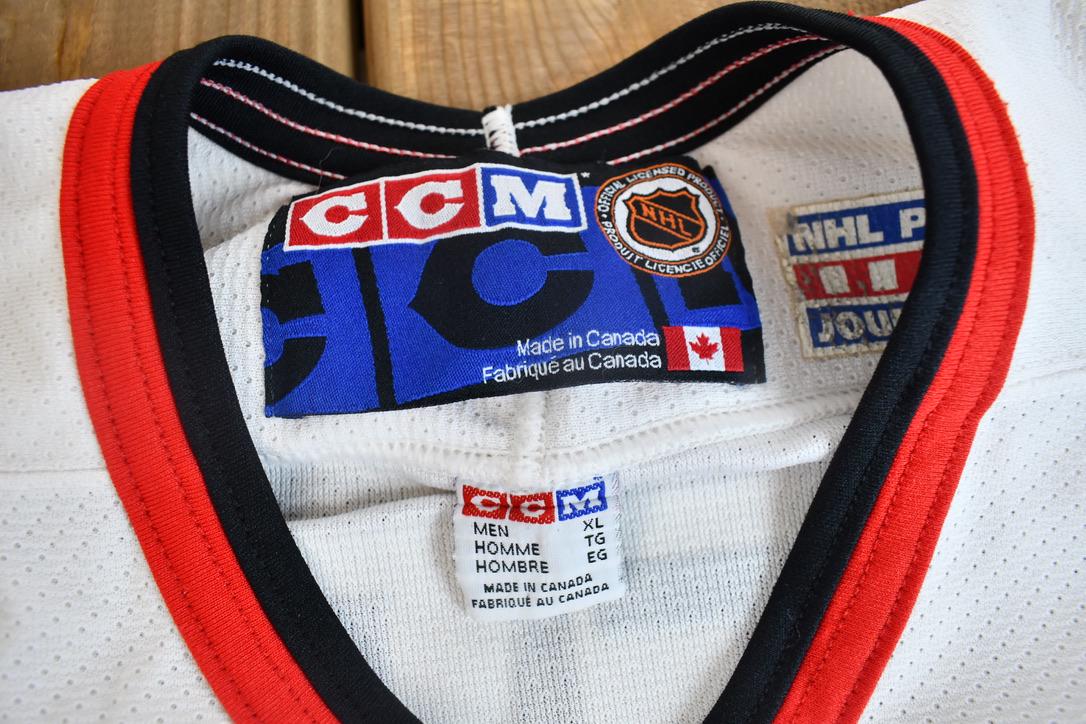 CCM
OFFICIAL LICENSED PRODUCT
NHL
PRODUIT LICENCIE OFFICIEL
Made in Canada
Fabriqué au Canada
NHL P
JOU
CCM
MEN XL
HOMME TG
HOMBRE EG
MADE IN CANADA
FABRIQUÉ AU CANADA